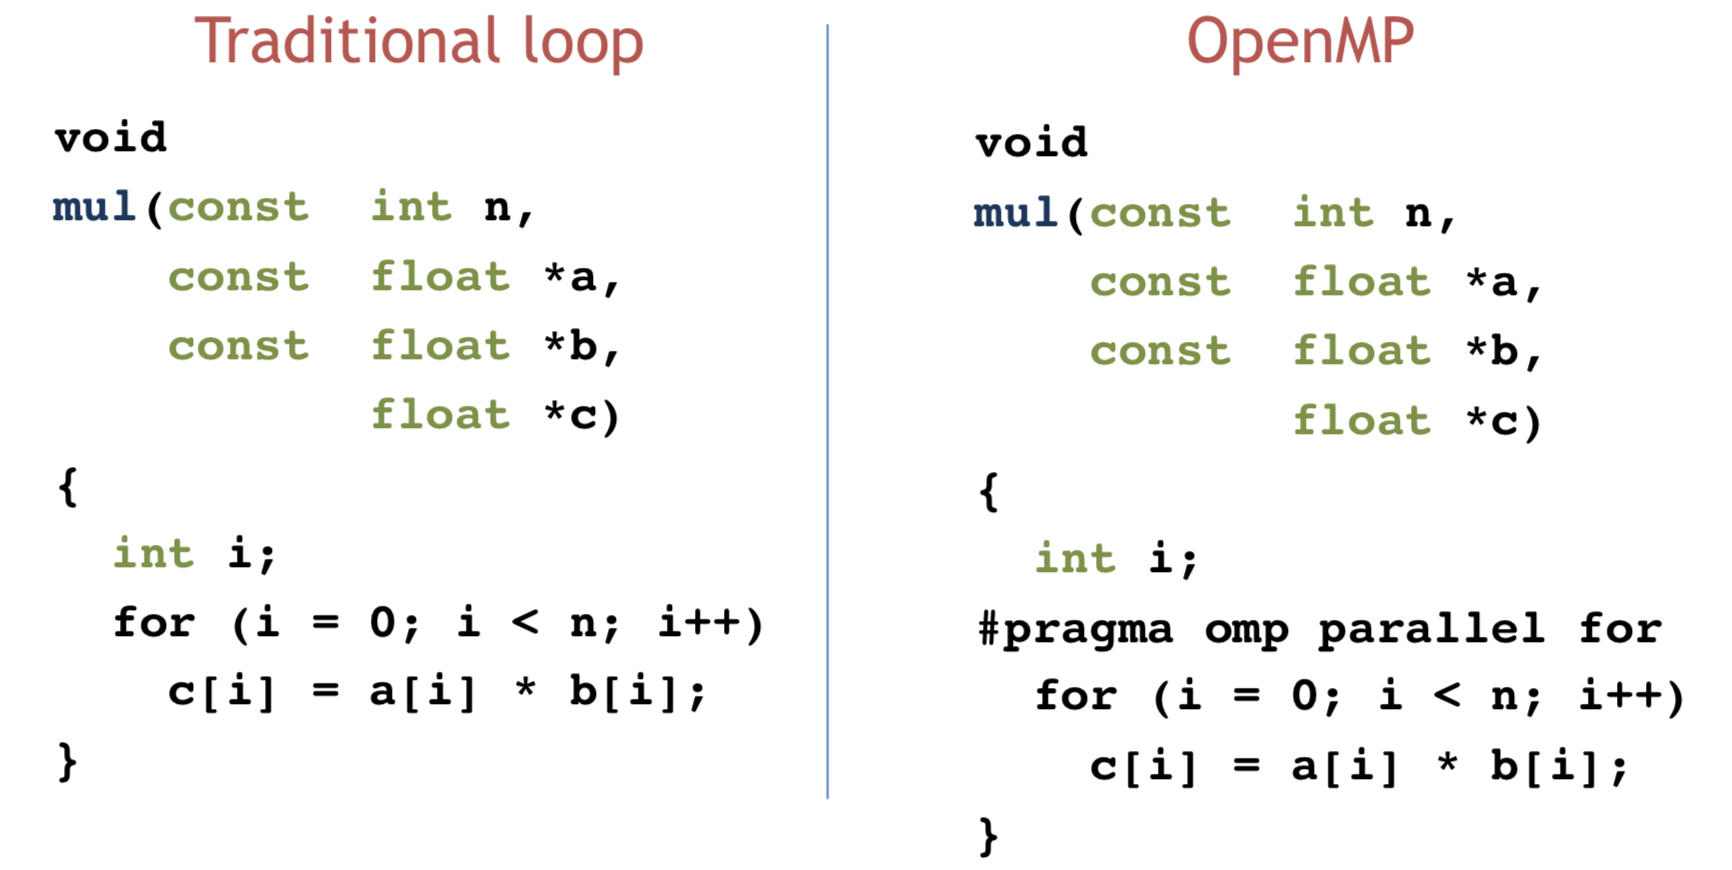 Traditional loop
void
mul(const  int n,
    const  float *a,
    const  float *b,
           float *c)
{
  int i;
  for (i = 0; i < n; i++)
    c[i] = a[i] * b[i];
}
OpenMP
void
mul(const  int n,
    const  float *a,
    const  float *b,
           float *c)
{
  int i;
#pragma omp parallel for
  for (i = 0; i < n; i++)
    c[i] = a[i] * b[i];
}